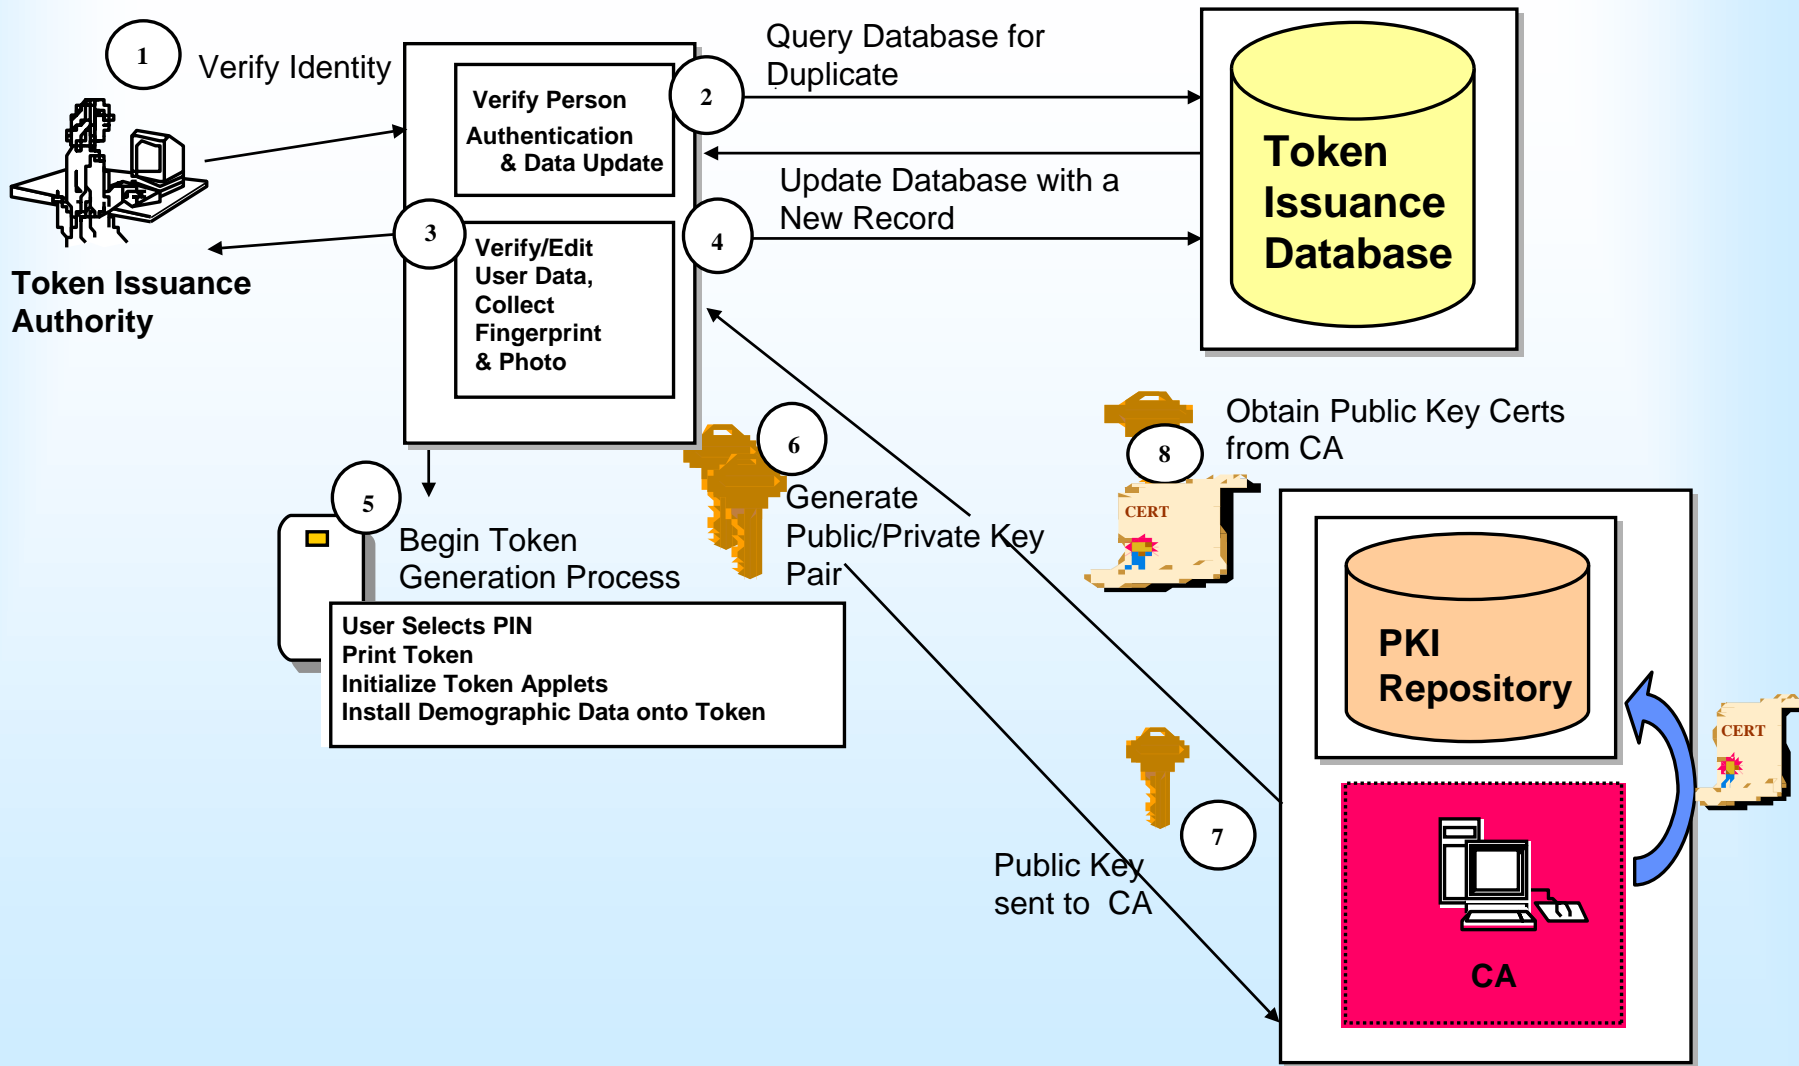 1
Verify Identity
Token Issuance
Authority
Verify Person
Authentication
& Data Update
2
Query Database for
Duplicate
Token
Issuance
Database
3
Verify/Edit
User Data,
Collect
Fingerprint
& Photo
4
Update Database with a
New Record
5
Begin Token
Generation Process
User Selects PIN
Print Token
Initialize Token Applets
Install Demographic Data onto Token
6
Generate
Public/Private Key
Pair
7
Public Key
sent to CA
8
Obtain Public Key Certs
from CA
CERT
PKI
Repository
CERT
CA